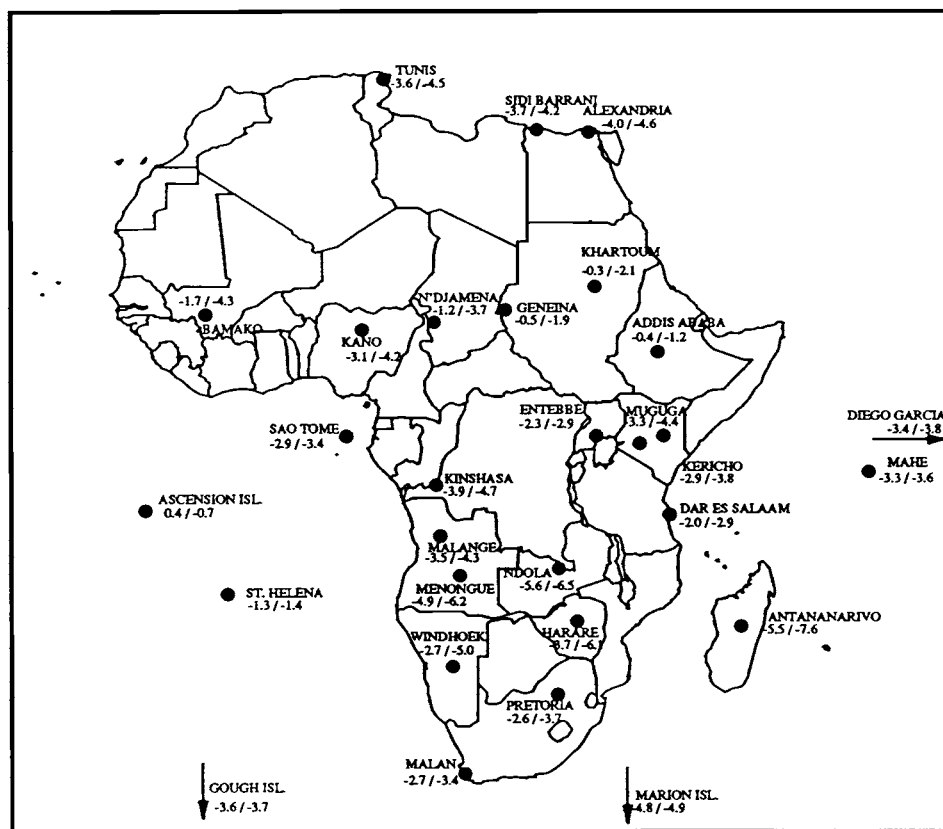 TUNIS
-3.6 / -4.5
SIDI BARRANI
-3.7 / -4.2
ALEXANDRIA
-4.0 / -4.6
KHARTOUM
-0.3 / -2.1
-1.7 / -4.3
BAMAKO
N'DJAMENA
-1.2 / -3.7
GENEINA
-0.5 / -1.9
KANO
-3.1 / -4.2
ADDIS ABABA
-0.4 / -1.2
SAO TOME
-2.9 / -3.4
ENTEBBE
-2.3 / -2.9
MUGUGA
-3.3 / -4.4
DIEGO GARCIA
-3.4 / -3.8
KERICHO
-2.9 / -3.8
MAHE
-3.3 / -3.6
KINSHASA
-3.9 / -4.7
ASCENSION ISL.
0.4 / -0.7
DAR ES SALAAM
-2.0 / -2.9
MALANGE
-3.5 / -4.3
NDOLA
-5.6 / -6.5
MENONGUE
-4.9 / -6.2
ST. HELENA
-1.3 / -1.4
ANTANANARIVO
-5.5 / -7.6
HARARE
WINDHOEK
-2.7 / -5.0
PRETORIA
-2.6 / -3.7
MALAN
-2.7 / -3.4
GOUGH ISL.
-3.6 / -3.7
MARION ISL.
-4.8 / -4.9